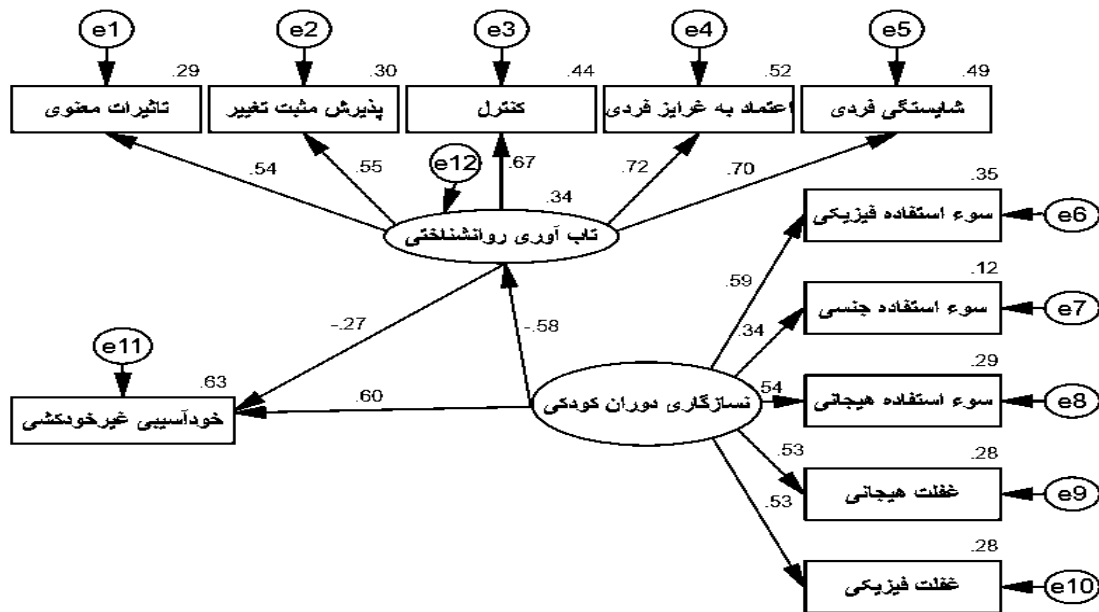 e1
e2
e3
e4
e5
.29
.30
.44
.52
.49
تاثیرات معنوی
پذیرش مثبت تغییر
کنترل
اعتماد به غرایز فردی
شایستگی فردی
.54
.55
e12
.67
.72
.70
.34
تاب آوری روانشناختی
.35
سوء استفاده فیزیکی
e6
.59
.12
سوء استفاده جنسی
e7
.34
-.27
-.58
e11
.29
سوء استفاده هیجانی
e8
.54
.63
خودآسیبی غیرخودکشی
.60
نسازگاری دوران کودکی
.53
.28
غفلت هیجانی
e9
.53
.28
غفلت فیزیکی
e10